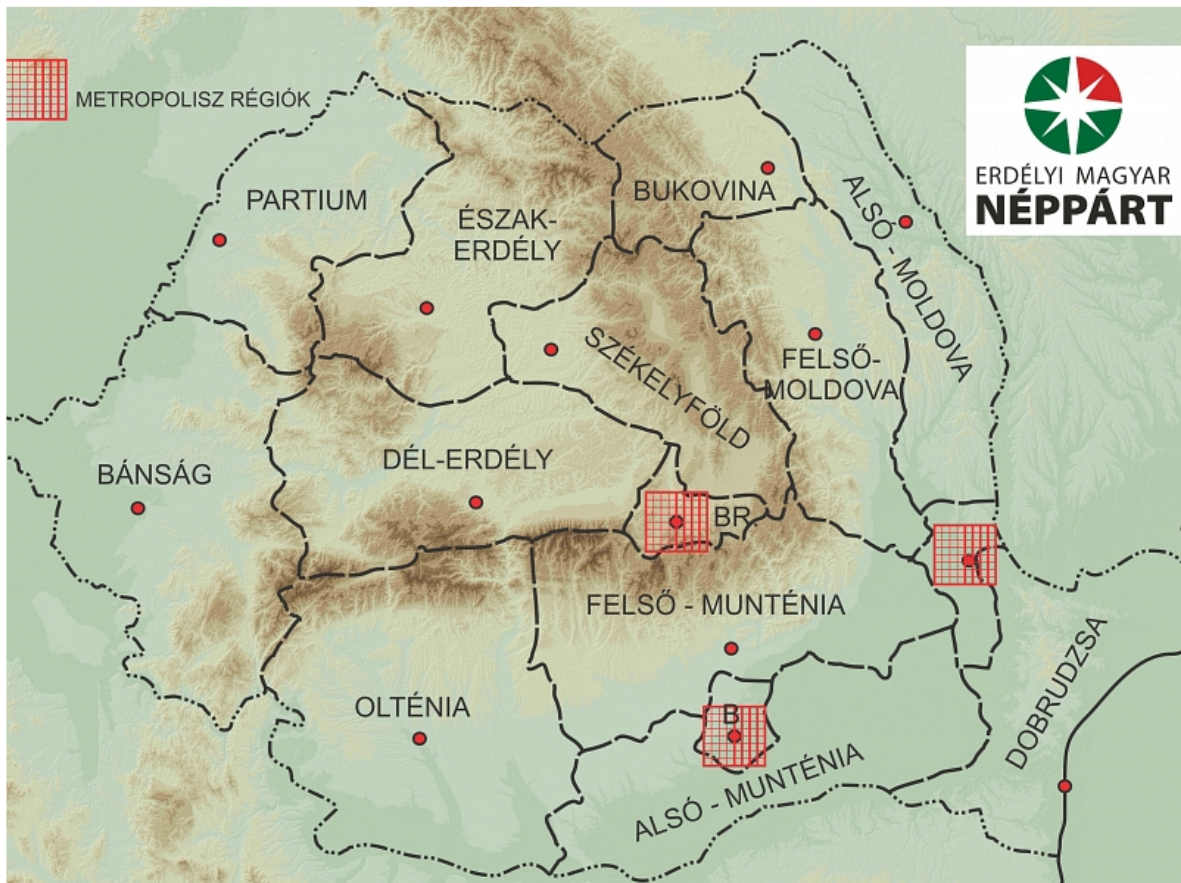 METROPOLISZ RÉGIÓK
ERDÉLYI MAGYAR
NÉPPÁRT
PARTIUM
ÉSZAK-
ERDÉLY
BUKOVINA
ALSÓ - MOLDOVA
SZÉKELYFÖLD
FELSŐ-
MOLDOVA
BÁNSÁG
DÉL-ERDÉLY
BR
FELSŐ - MUNTÉNIA
OLTÉNIA
B
ALSÓ - MUNTÉNIA
DOBRUDZSA